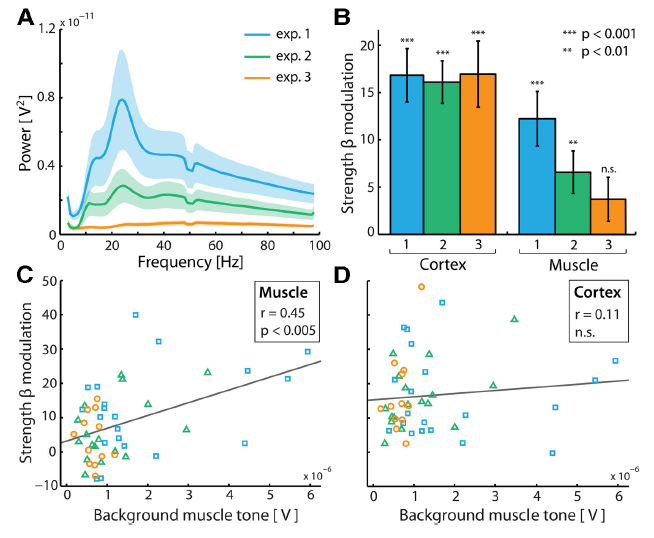 A
x 10⁻¹¹
1.2
0.8
0.4
0
Power [ V²]
exp. 1
exp. 2
exp. 3
0 20 40 60 80 100
Frequency [Hz]
B
*** p < 0.001
** p < 0.01
20
15
10
5
0
Strength β modulation
*** *** *** *** ** n.s.
1 2 3 1 2 3
Cortex Muscle
C
50
40
30
20
10
0
−10
Strength β modulation
Muscle
r = 0.45
p < 0.005
x 10⁻⁶
0 1 2 3 4 5 6
Background muscle tone [ V ]
D
Cortex
r = 0.11
n.s.
x 10⁻⁶
0 1 2 3 4 5 6
Background muscle tone [ V ]